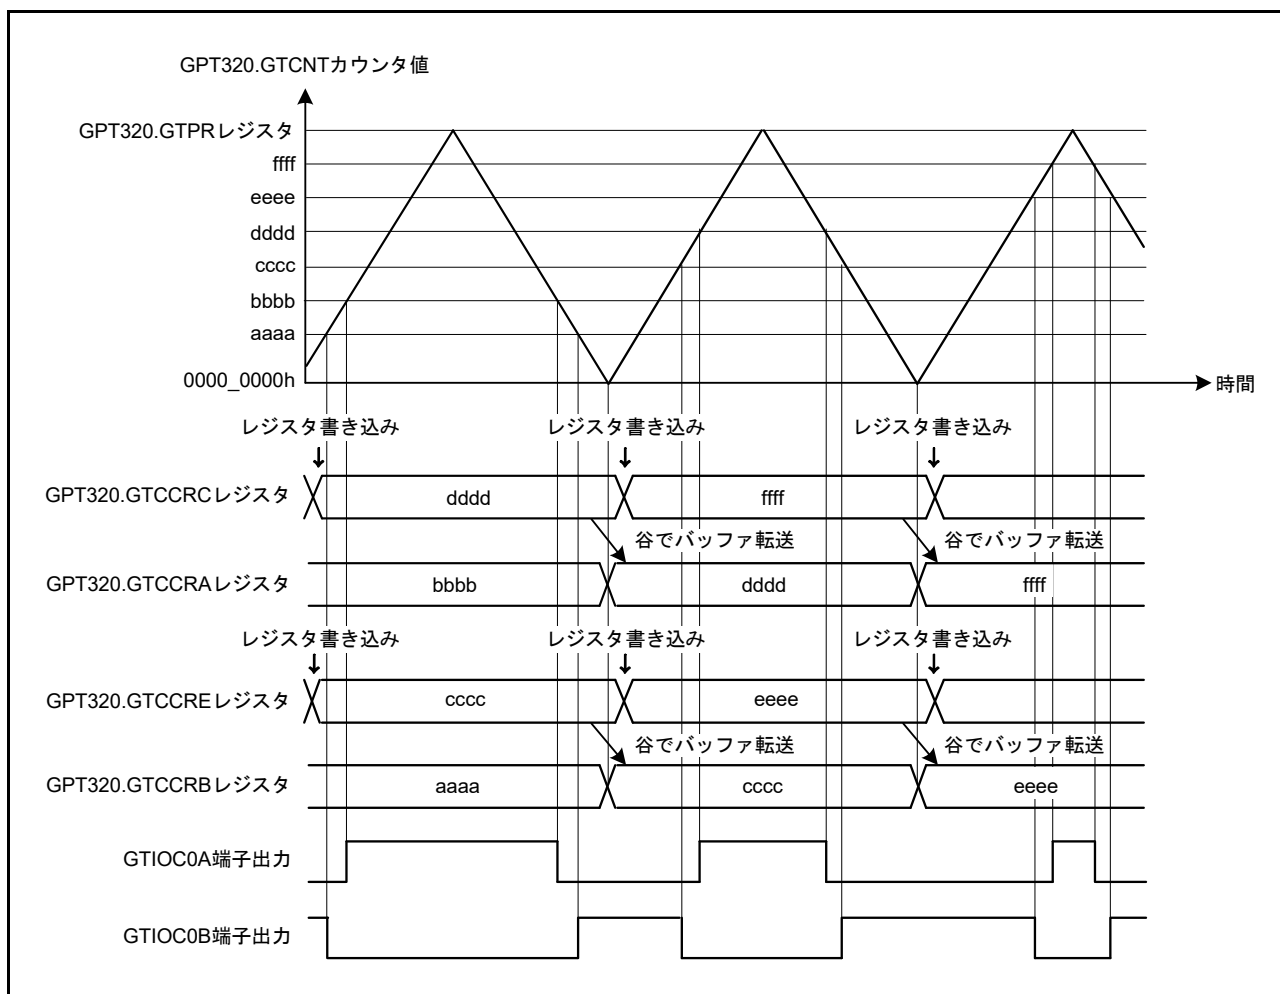 GPT320.GTCNTカウンタ値
GPT320.GTPRレジスタ
ffff
eeee
dddd
cccc
bbbb
aaaa
0000_0000h
時間
レジスタ書き込み レジスタ書き込み レジスタ書き込み
GPT320.GTCCRCレジスタ dddd ffff
谷でバッファ転送 谷でバッファ転送
GPT320.GTCCRAレジスタ bbbb dddd ffff
レジスタ書き込み レジスタ書き込み レジスタ書き込み
GPT320.GTCCREレジスタ cccc eeee
谷でバッファ転送 谷でバッファ転送
GPT320.GTCCRBレジスタ aaaa cccc eeee
GTIOC0A端子出力
GTIOC0B端子出力